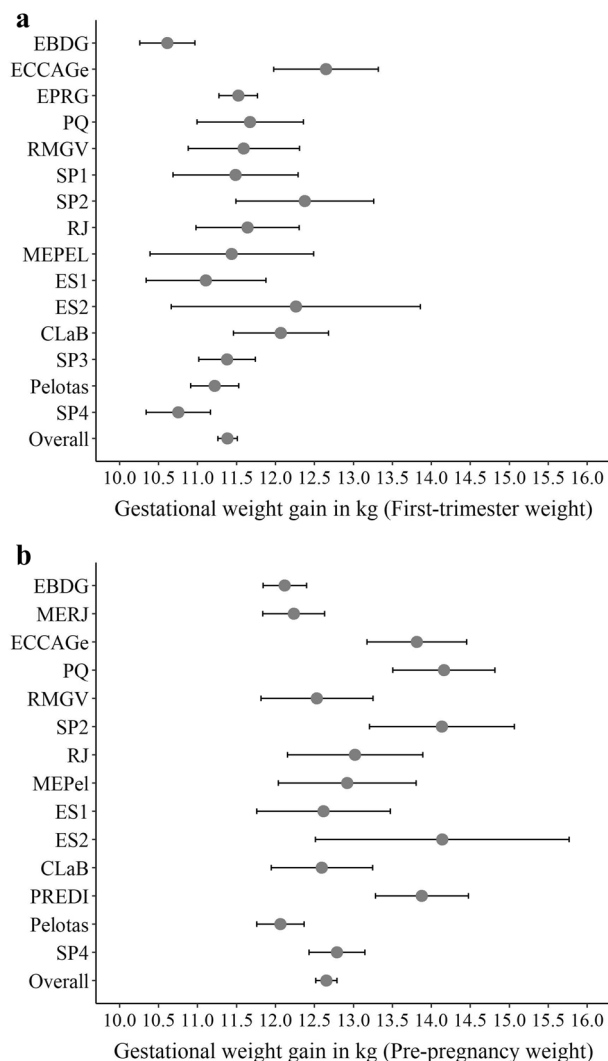 a
EBDG
ECCAGe
EPRG
PQ
RMGV
SP1
SP2
RJ
MEPEL
ES1
ES2
CLaB
SP3
Pelotas
SP4
Overall
10.0 10.5 11.0 11.5 12.0 12.5 13.0 13.5 14.0 14.5 15.0 15.5 16.0
Gestational weight gain in kg (First-trimester weight)
b
EBDG
MERJ
ECCAGe
PQ
RMGV
SP2
RJ
MEPel
ES1
ES2
CLaB
PREDI
Pelotas
SP4
Overall
10.0 10.5 11.0 11.5 12.0 12.5 13.0 13.5 14.0 14.5 15.0 15.5 16.0
Gestational weight gain in kg (Pre-pregnancy weight)